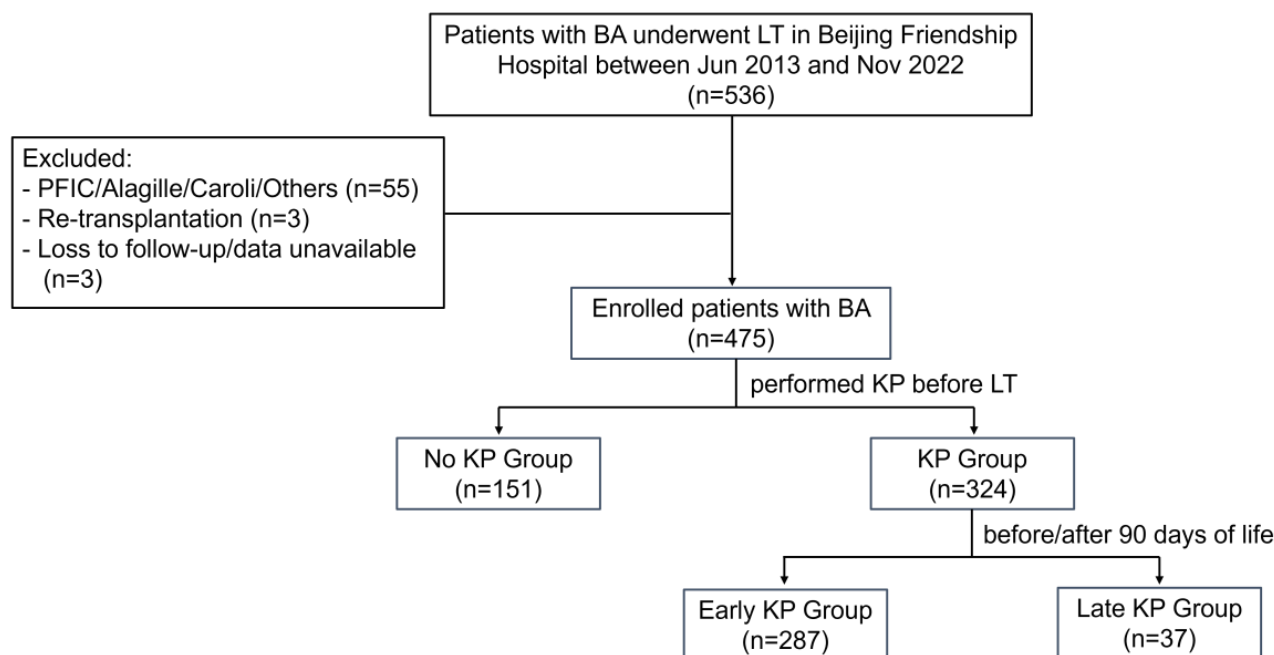 Patients with BA underwent LT in Beijing Friendship
Hospital between Jun 2013 and Nov 2022
(n=536)
Excluded:
- PFIC/Alagille/Caroli/Others (n=55)
- Re-transplantation (n=3)
- Loss to follow-up/data unavailable
(n=3)
Enrolled patients with BA
(n=475)
performed KP before LT
No KP Group
(n=151)
KP Group
(n=324)
before/after 90 days of life
Early KP Group
(n=287)
Late KP Group
(n=37)